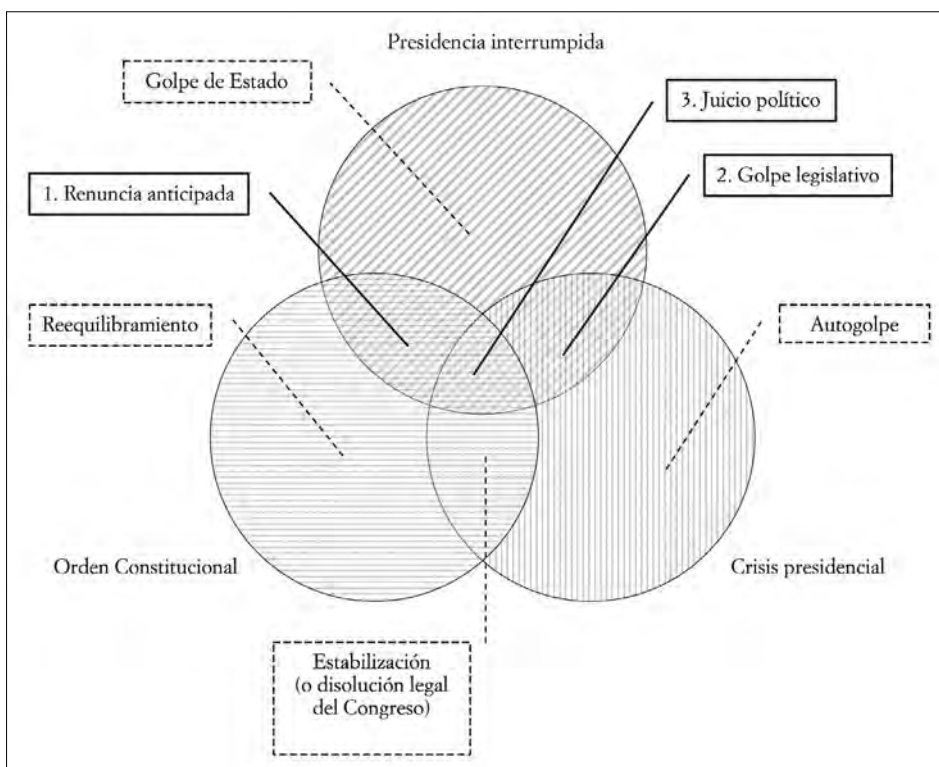 Presidencia interrumpida
Golpe de Estado
3. Juicio político
2. Golpe legislativo
1. Renuncia anticipada
Reequilibramiento
Autogolpe
Orden Constitucional
Crisis presidencial
Estabilización
(o disolución legal
del Congreso)